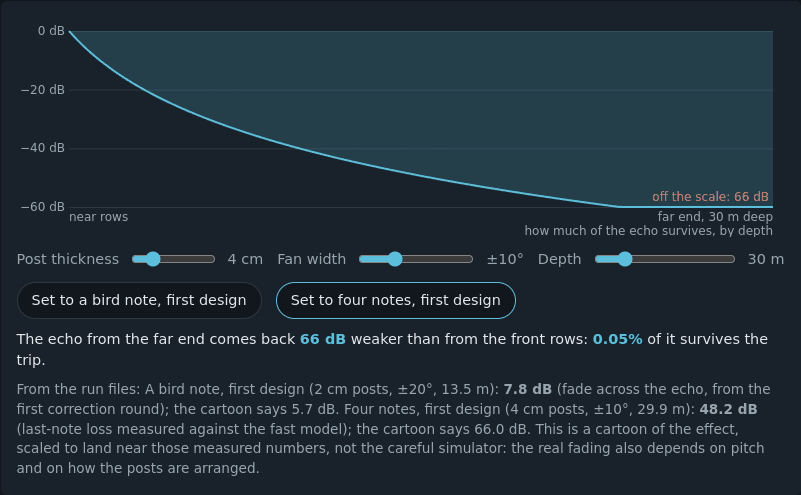 0 dB
−20 dB
−40 dB
−60 dB
off the scale: 66 dB
near rows
far end, 30 m deep
how much of the echo survives, by depth
Post thickness 4 cm Fan width ±10° Depth 30 m
Set to a bird note, first design Set to four notes, first design
The echo from the far end comes back 66 dB weaker than from the front rows: 0.05% of it survives the
trip.
From the run files: A bird note, first design (2 cm posts, ±20°, 13.5 m): 7.8 dB (fade across the echo, from the
first correction round); the cartoon says 5.7 dB. Four notes, first design (4 cm posts, ±10°, 29.9 m): 48.2 dB
(last-note loss measured against the fast model); the cartoon says 66.0 dB. This is a cartoon of the effect,
scaled to land near those measured numbers, not the careful simulator: the real fading also depends on pitch
and on how the posts are arranged.